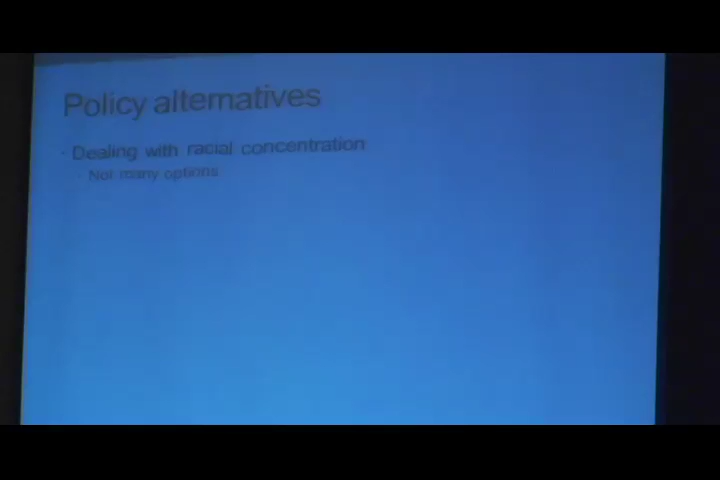 Policy alternatives
· Dealing with racial concentration
· Not many options